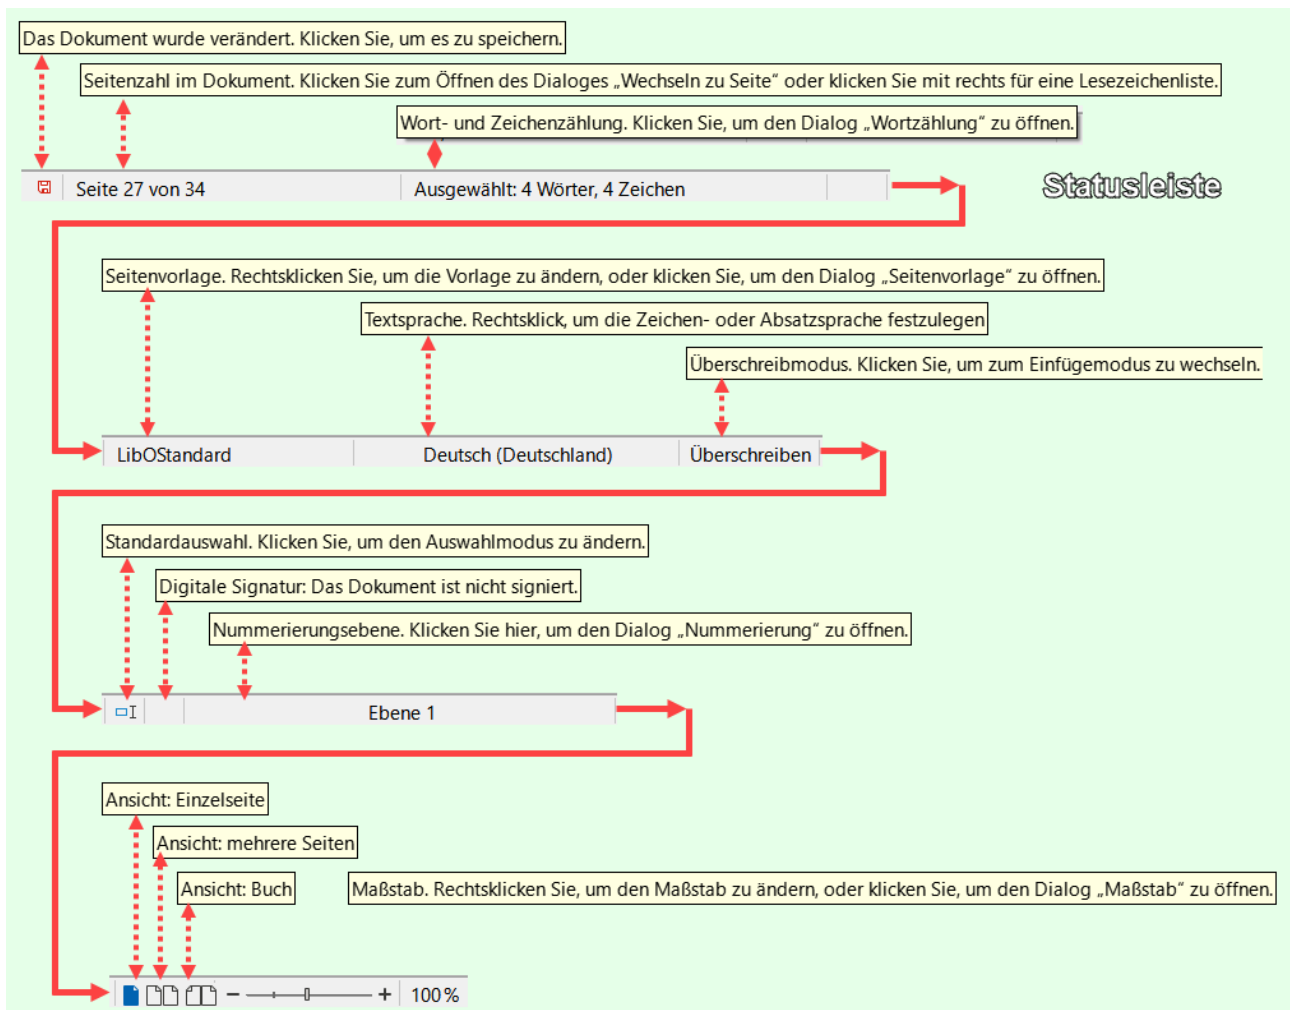 Das Dokument wurde verändert. Klicken Sie, um es zu speichern.
Seitenzahl im Dokument. Klicken Sie zum Öffnen des Dialoges „Wechseln zu Seite“ oder klicken Sie mit rechts für eine Lesezeichenliste.
Wort- und Zeichenzählung. Klicken Sie, um den Dialog „Wortzählung“ zu öffnen.
Seite 27 von 34
Ausgewählt: 4 Wörter, 4 Zeichen
Statusleiste
Seitenvorlage. Rechtsklicken Sie, um die Vorlage zu ändern, oder klicken Sie, um den Dialog „Seitenvorlage“ zu öffnen.
Textsprache. Rechtsklick, um die Zeichen- oder Absatzsprache festzulegen
Überschreibmodus. Klicken Sie, um zum Einfügemodus zu wechseln.
LibOStandard
Deutsch (Deutschland)
Überschreiben
Standardauswahl. Klicken Sie, um den Auswahlmodus zu ändern.
Digitale Signatur: Das Dokument ist nicht signiert.
Nummerierungsebene. Klicken Sie hier, um den Dialog „Nummerierung“ zu öffnen.
Ebene 1
Ansicht: Einzelseite
Ansicht: mehrere Seiten
Ansicht: Buch
Maßstab. Rechtsklicken Sie, um den Maßstab zu ändern, oder klicken Sie, um den Dialog „Maßstab“ zu öffnen.
100%